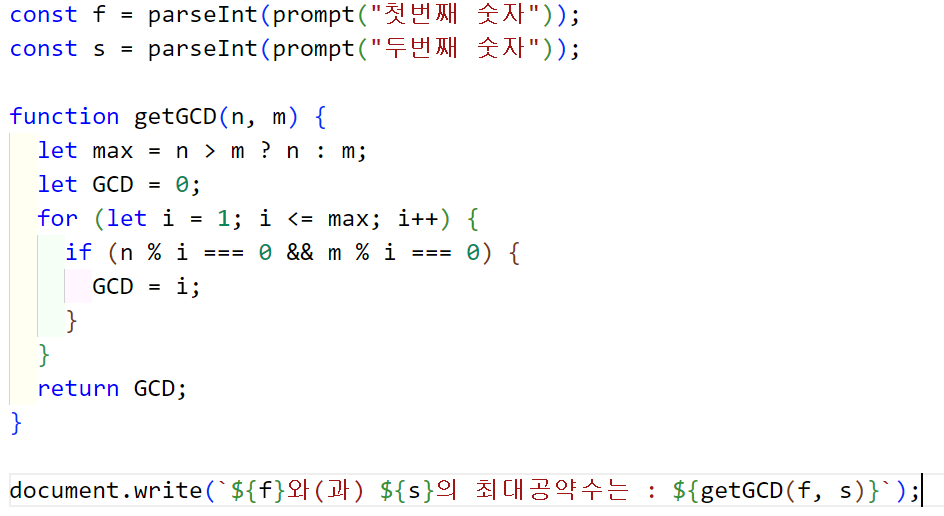 const f = parseInt(prompt("첫번째 숫자"));
const s = parseInt(prompt("두번째 숫자"));
function getGCD(n, m) {
let max = n > m ? n : m;
let GCD = 0;
for (let i = 1; i <= max; i++) {
if (n % i === 0 && m % i === 0) {
GCD = i;
}
}
return GCD;
}
document.write(`${f}와(과) ${s}의 최대공약수는 : ${getGCD(f, s)}`);